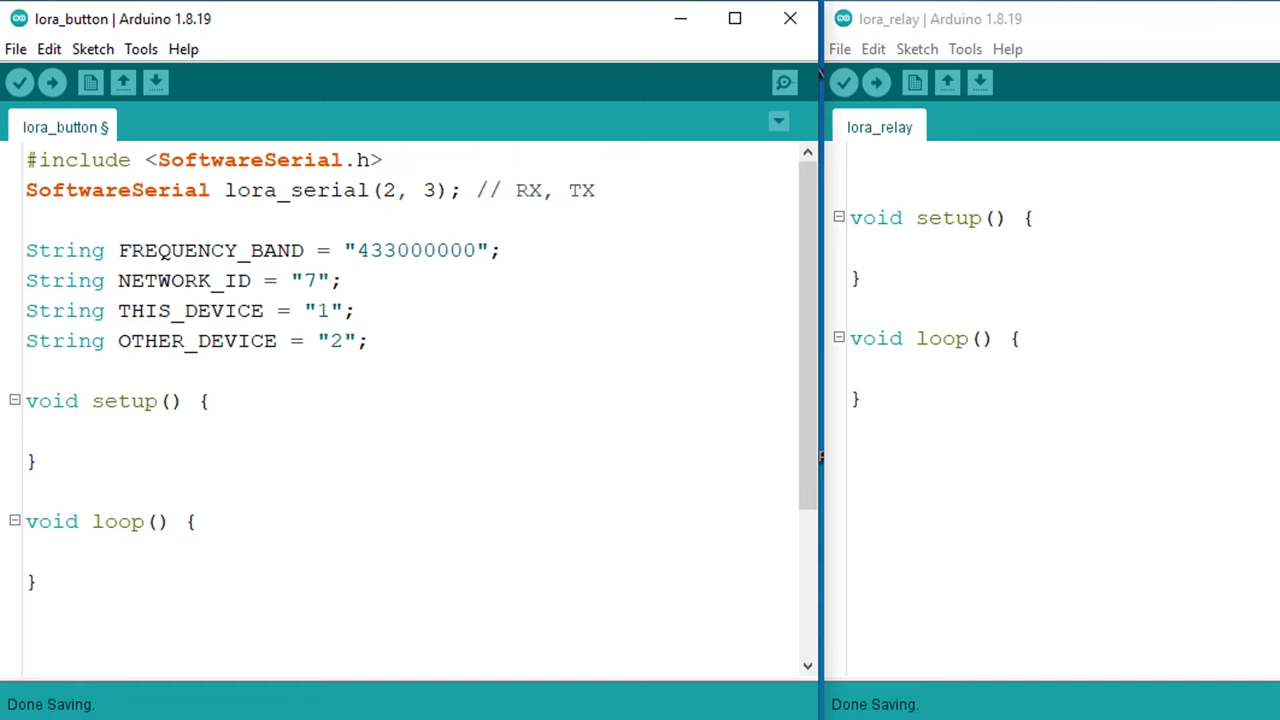 lora_button | Arduino 1.8.19
File Edit Sketch Tools Help
lora_button §
#include <SoftwareSerial.h>
SoftwareSerial lora_serial(2, 3); // RX, TX
String FREQUENCY_BAND = "433000000";
String NETWORK_ID = "7";
String THIS_DEVICE = "1";
String OTHER_DEVICE = "2";
void setup() {
}
void loop() {
}
Done Saving.
lora_relay | Arduino 1.8.19
File Edit Sketch Tools Help
lora_relay
void setup() {
}
void loop() {
}
Done Saving.